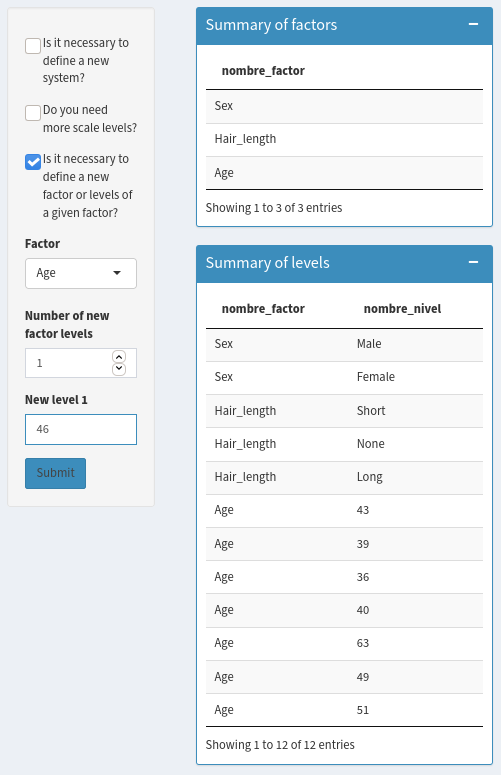 Is it necessary to
define a new
system?
Do you need
more scale levels?
Is it necessary to
define a new
factor or levels of
a given factor?
Factor
Age
Number of new
factor levels
1
New level 1
46
Submit
Summary of factors
nombre_factor
Sex
Hair_length
Age
Showing 1 to 3 of 3 entries
Summary of levels
nombre_factor nombre_nivel
Sex Male
Sex Female
Hair_length Short
Hair_length None
Hair_length Long
Age 43
Age 39
Age 36
Age 40
Age 63
Age 49
Age 51
Showing 1 to 12 of 12 entries